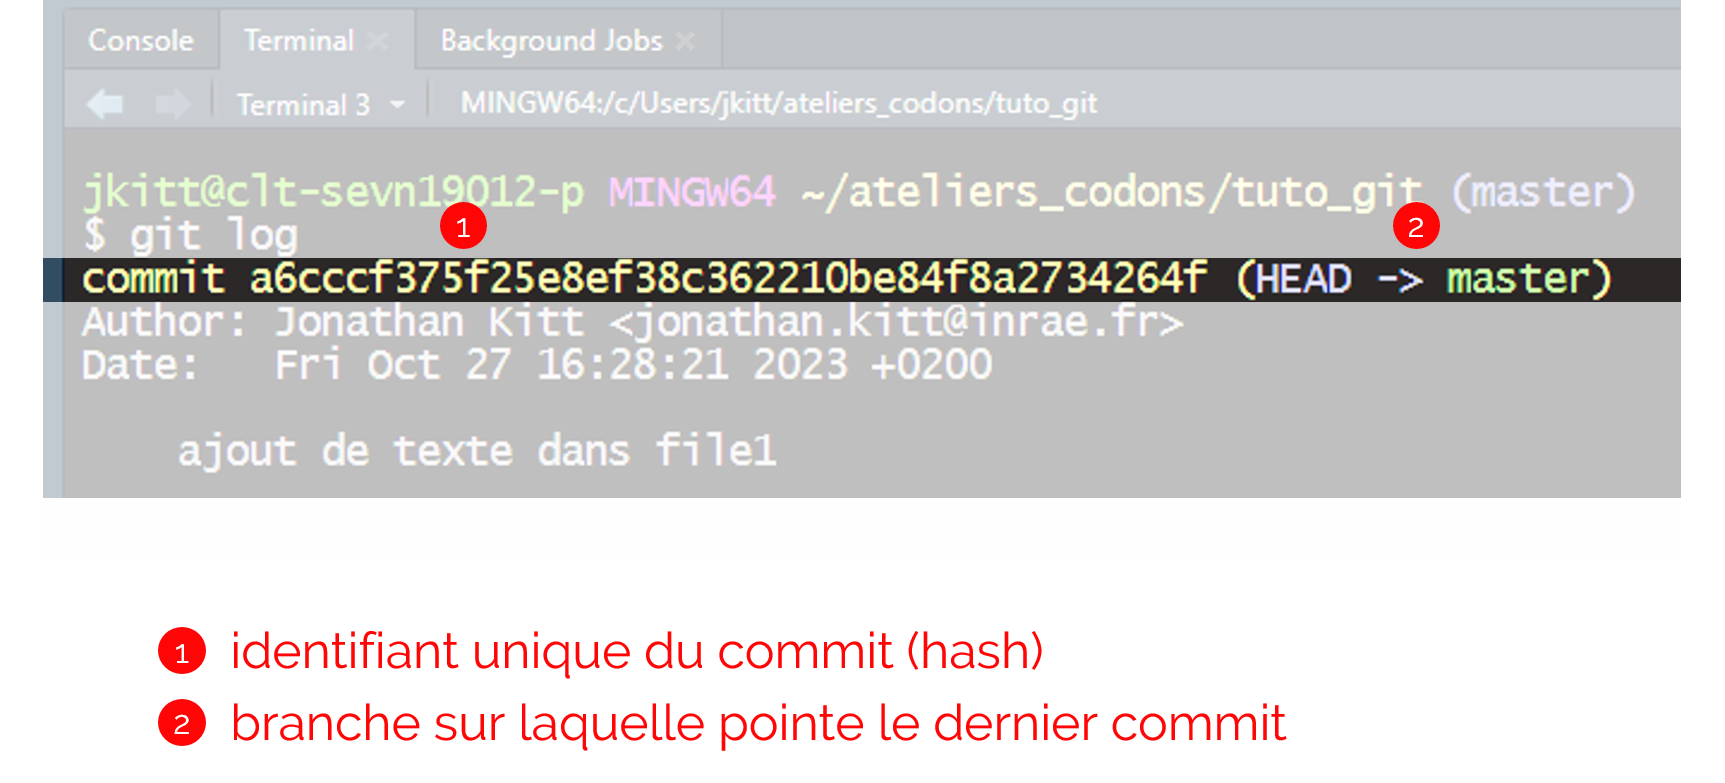 Console Terminal Background Jobs
Terminal 3 MINGW64:/c/Users/jkitt/ateliers_codons/tuto_git
jkitt@clt-sevn19012-p MINGW64 ~/ateliers_codons/tuto_git (master)
$ git log
1 2
commit a6cccf375f25e8ef38c362210be84f8a2734264f (HEAD -> master)
Author: Jonathan Kitt <jonathan.kitt@inrae.fr>
Date:   Fri Oct 27 16:28:21 2023 +0200
ajout de texte dans file1
1 identifiant unique du commit (hash)
2 branche sur laquelle pointe le dernier commit